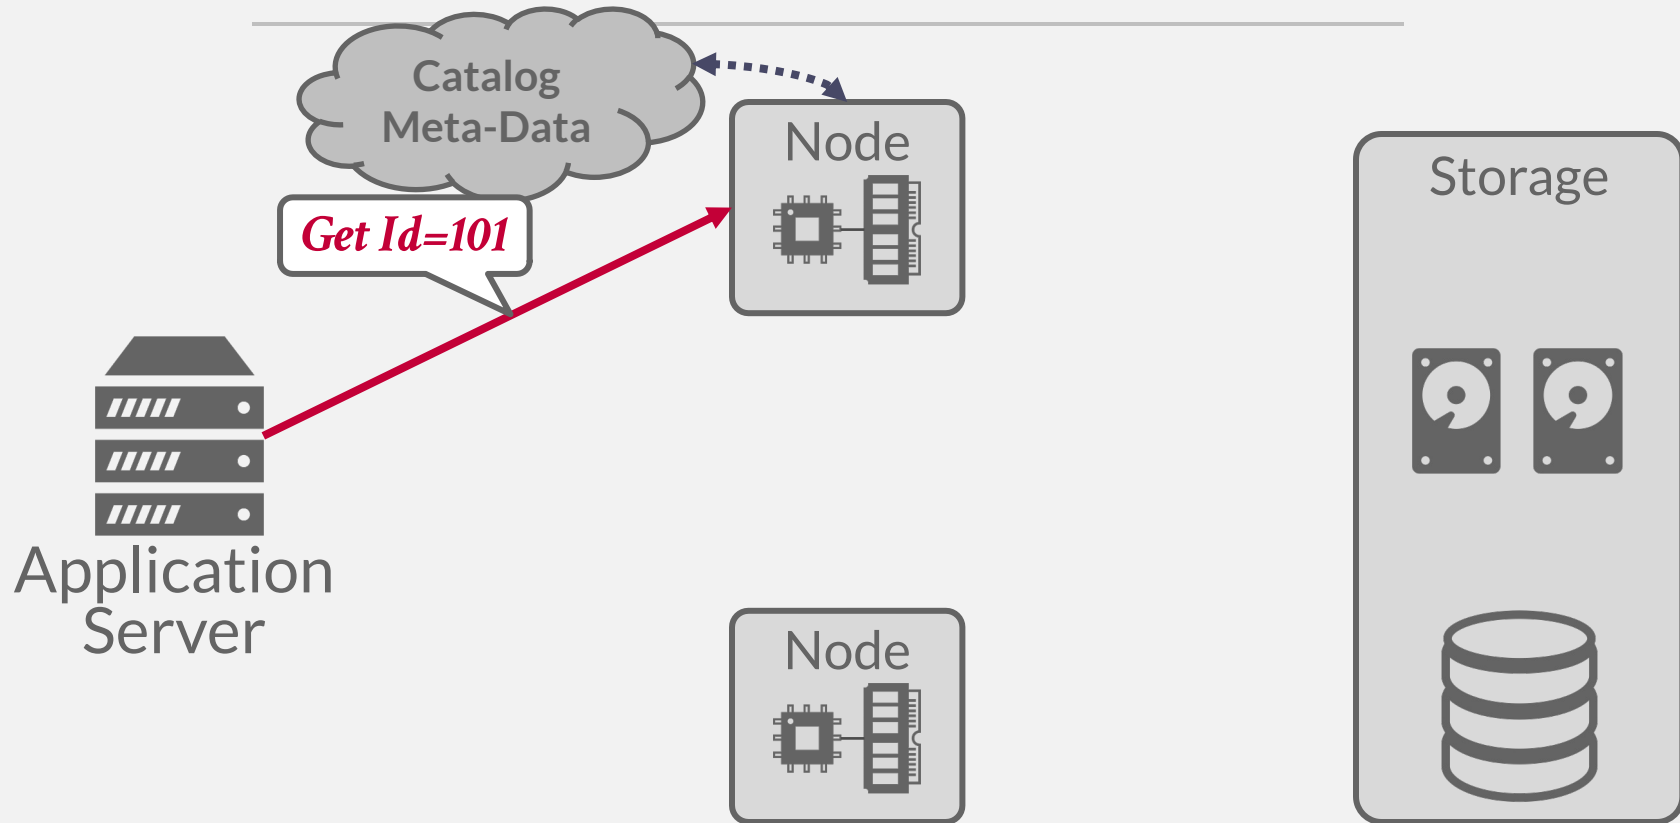 Catalog
Meta-Data
Node
Storage
Get Id=101
Application
Server
Node